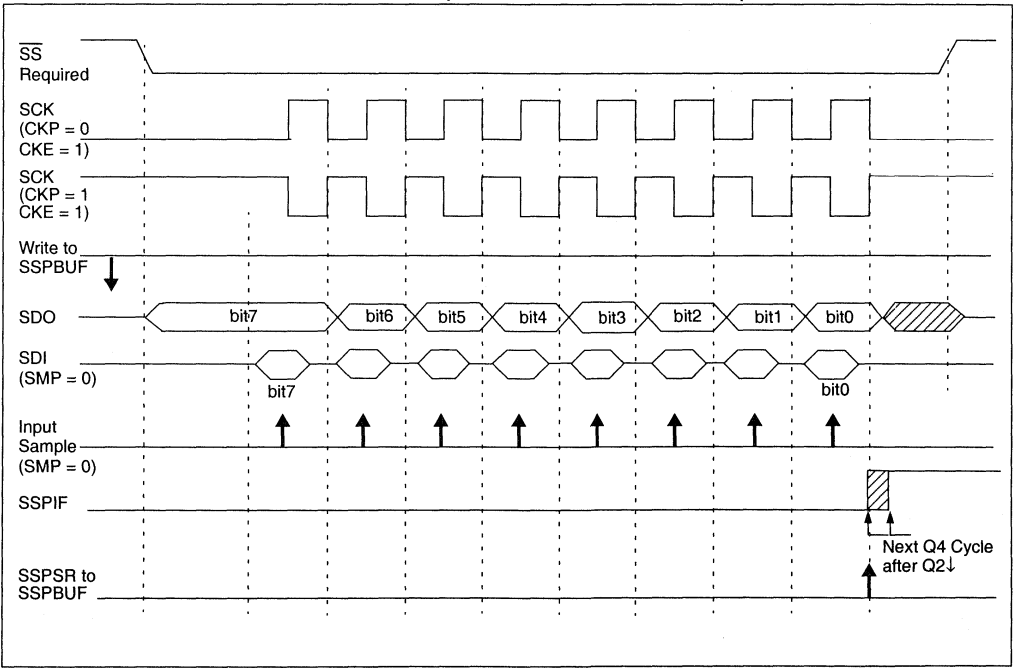 SS
Required
SCK
(CKP = 0
CKE = 1)
SCK
(CKP = 1
CKE = 1)
Write to
SSPBUF
SDO
bit7 bit6 bit5 bit4 bit3 bit2 bit1 bit0
SDI
(SMP = 0)
bit7 bit0
Input
Sample
(SMP = 0)
SSPIF
Next Q4 Cycle
after Q2↓
SSPSR to
SSPBUF